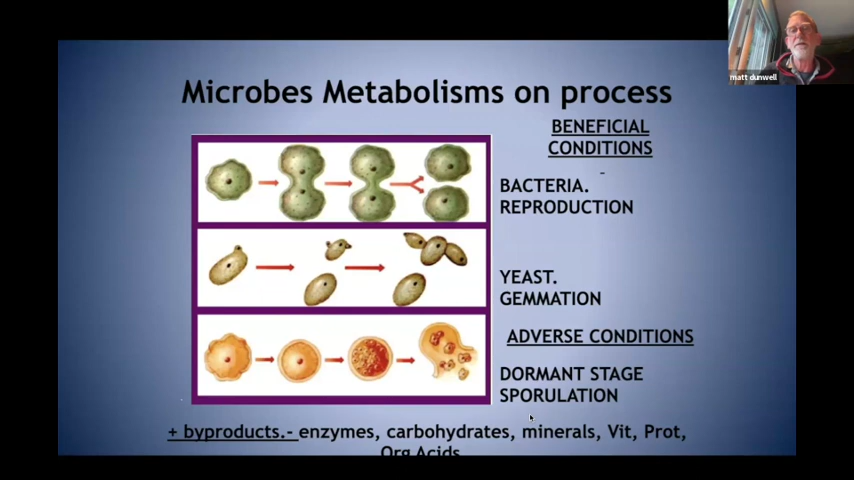 matt dunwell
Microbes Metabolisms on process
BENEFICIAL
CONDITIONS
BACTERIA.
REPRODUCTION
YEAST.
GEMMATION
ADVERSE CONDITIONS
DORMANT STAGE
SPORULATION
+ byproducts.- enzymes, carbohydrates, minerals, Vit, Prot,
Org Acids